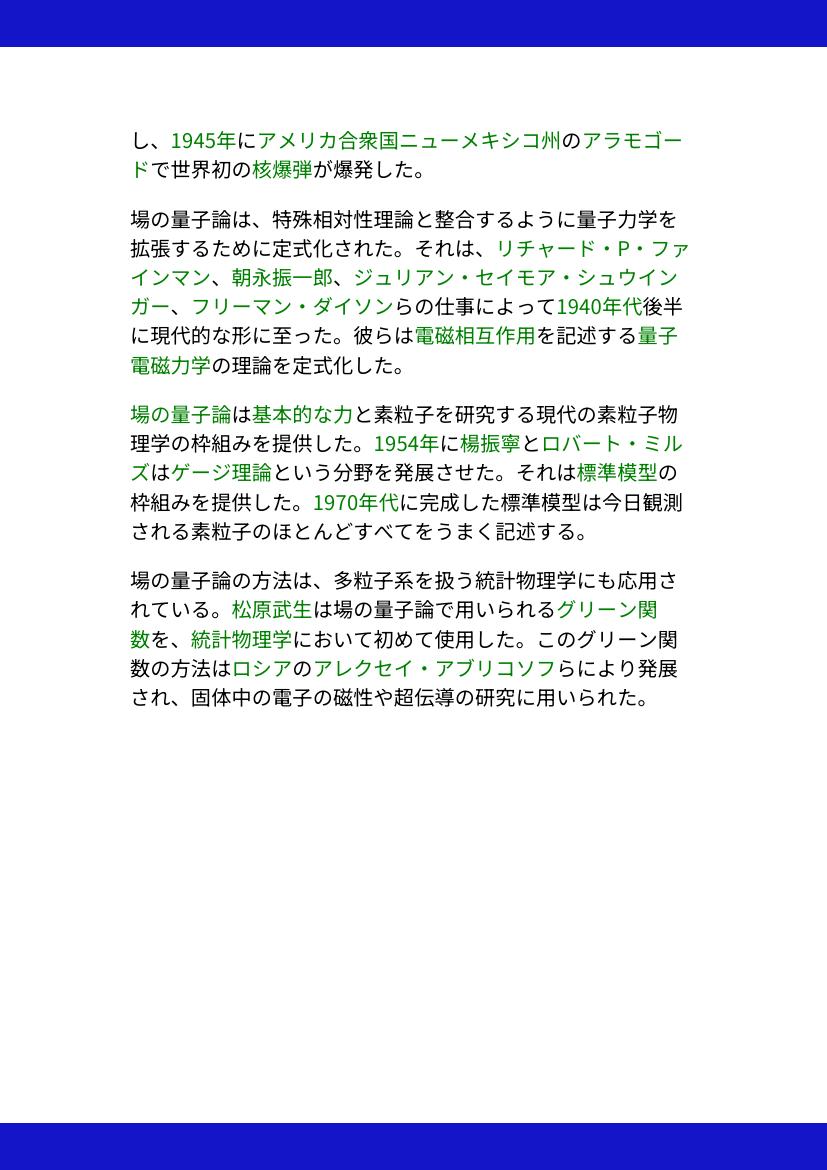 し、1945年にアメリカ合衆国ニューメキシコ州のアラモゴー
ドで世界初の核爆弾が爆発した。
場の量子論は、特殊相対性理論と整合するように量子力学を
拡張するために定式化された。それは、リチャード・P・ファ
インマン、朝永振一郎、ジュリアン・セイモア・シュウイン
ガー、フリーマン・ダイソンらの仕事によって1940年代後半
に現代的な形に至った。彼らは電磁相互作用を記述する量子
電磁力学の理論を定式化した。
場の量子論は基本的な力と素粒子を研究する現代の素粒子物
理学の枠組みを提供した。1954年に楊振寧とロバート・ミル
ズはゲージ理論という分野を発展させた。それは標準模型の
枠組みを提供した。1970年代に完成した標準模型は今日観測
される素粒子のほとんどすべてをうまく記述する。
場の量子論の方法は、多粒子系を扱う統計物理学にも応用さ
れている。松原武生は場の量子論で用いられるグリーン関
数を、統計物理学において初めて使用した。このグリーン関
数の方法はロシアのアレクセイ・アブリコソフらにより発展
され、固体中の電子の磁性や超伝導の研究に用いられた。